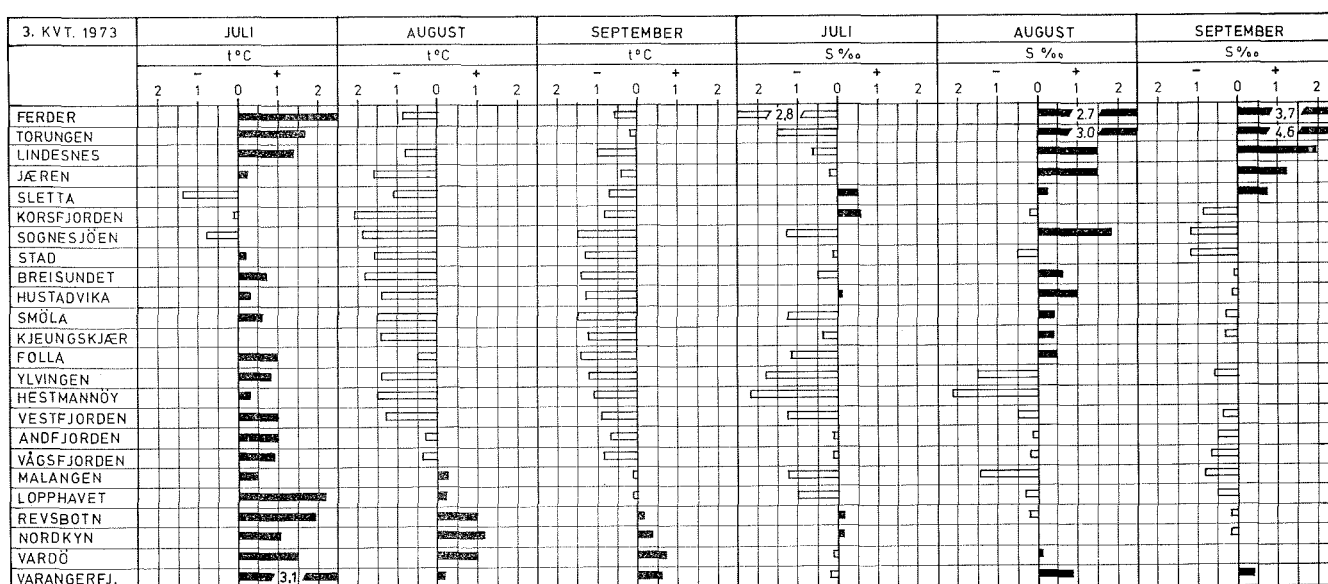 3. KVT. 1973 JULI AUGUST SEPTEMBER JULI AUGUST SEPTEMBER
t°C t°C t°C S ‰ S ‰ S ‰
− + − + − + − + − + − +
2 1 0 1 2 2 1 0 1 2 2 1 0 1 2 2 1 0 1 2 2 1 0 1 2 2 1 0 1 2
FERDER 2,8 2.7 3,7
TORUNGEN 3.0 4,6
LINDESNES
JÆREN
SLETTA
KORSFJORDEN
SOGNESJÖEN
STAD
BREISUNDET
HUSTADVIKA
SMÖLA
KJEUNGSKJÆR
FOLLA
YLVINGEN
HESTMANNÖY
VESTFJORDEN
ANDFJORDEN
VÅGSFJORDEN
MALANGEN
LOPPHAVET
REVSBOTN
NORDKYN
VARDÖ
VARANGERFJ. 3.1